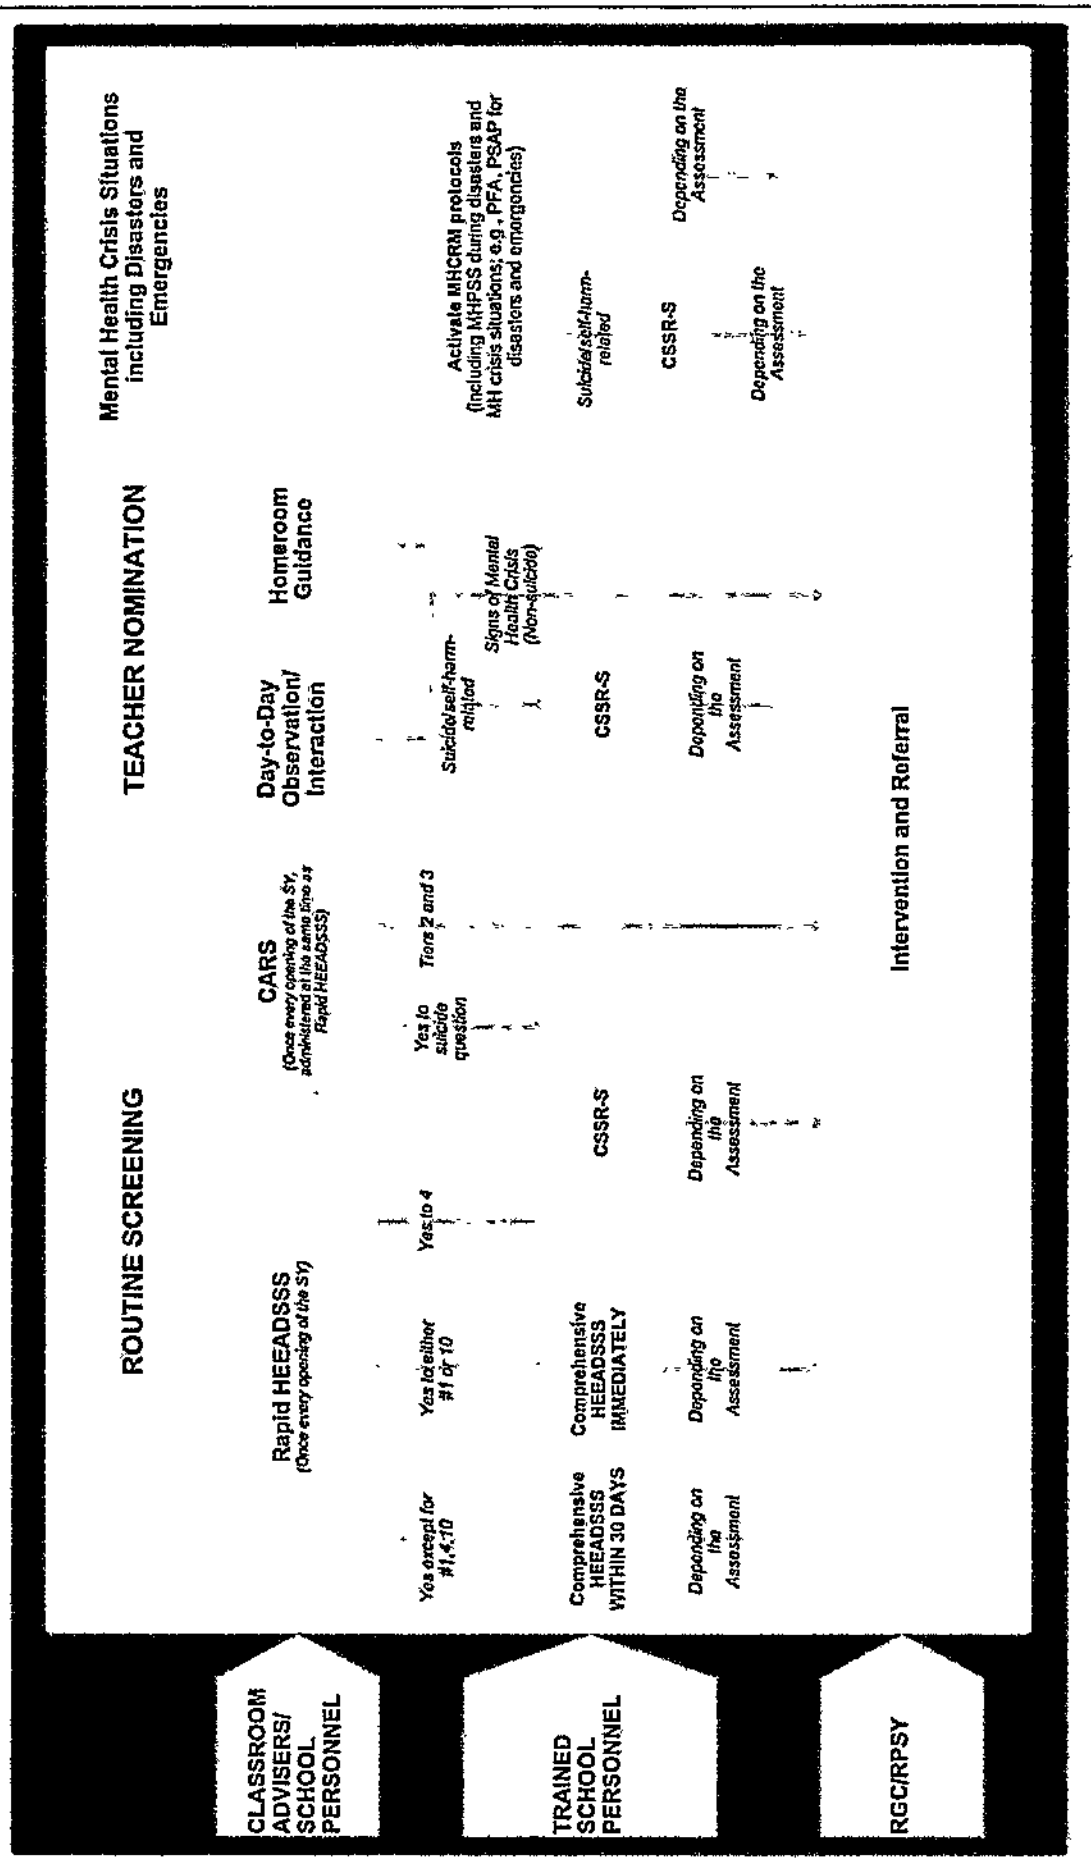 ROUTINE SCREENING
TEACHER NOMINATION
Mental Health Crisis Situations
including Disasters and
Emergencies
CLASSROOM
ADVISERS/
SCHOOL
PERSONNEL
Rapid HEEADSSS
(Once every opening of the SY)
CARS
(Once every opening of the SY,
administered at the same time as
Rapid HEEADSSS)
Day-to-Day
Observation/
Interaction
Homeroom
Guidance
Yes except for
#1,4,10
Yes to either
#1 or 10
Yes to 4
Yes to
suicide
question
Tiers 2 and 3
Suicide/self-harm-
related
Signs of Mental
Health Crisis
(Non-suicide)
Activate MHCRM protocols
(including MHPSS during disasters and
MH crisis situations; e.g., PFA, PSAP for
disasters and emergencies)
Suicide/self-harm-
related
TRAINED
SCHOOL
PERSONNEL
Comprehensive
HEEADSSS
WITHIN 30 DAYS
Comprehensive
HEEADSSS
IMMEDIATELY
CSSR-S
CSSR-S
CSSR-S
Depending on
the
Assessment
Depending on
the
Assessment
Depending on
the
Assessment
Depending on
the
Assessment
Depending on the
Assessment
Depending on the
Assessment
RGC/RPSY
Intervention and Referral